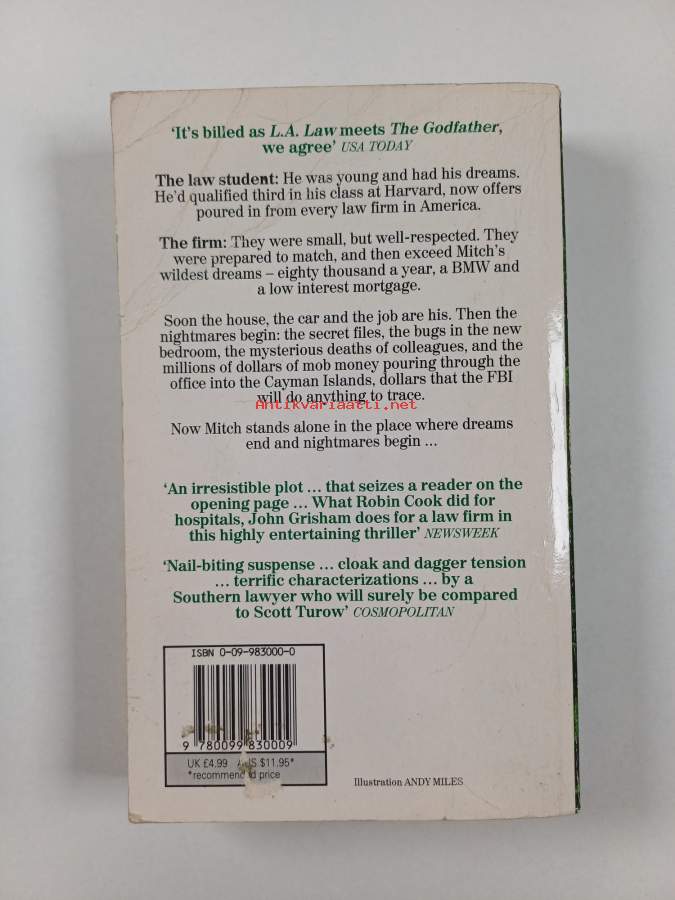 ‘It’s billed as L.A. Law meets The Godfather,
we agree’ USA TODAY
The law student: He was young and had his dreams.
He’d qualified third in his class at Harvard, now offers
poured in from every law firm in America.
The firm: They were small, but well-respected. They
were prepared to match, and then exceed Mitch’s
wildest dreams – eighty thousand a year, a BMW and
a low interest mortgage.
Soon the house, the car and the job are his. Then the
nightmares begin: the secret files, the bugs in the new
bedroom, the mysterious deaths of colleagues, and the
millions of dollars of mob money pouring through the
office into the Cayman Islands, dollars that the FBI
will do anything to trace.
Antikvariaatti.net
Now Mitch stands alone in the place where dreams
end and nightmares begin ...
‘An irresistible plot ... that seizes a reader on the
opening page ... What Robin Cook did for
hospitals, John Grisham does for a law firm in
this highly entertaining thriller’ NEWSWEEK
‘Nail-biting suspense ... cloak and dagger tension
... terrific characterizations ... by a
Southern lawyer who will surely be compared
to Scott Turow’ COSMOPOLITAN
ISBN 0-09-983000-0
9 780099 830009
UK £4.99 $11.95*
*recommended price
Illustration ANDY MILES